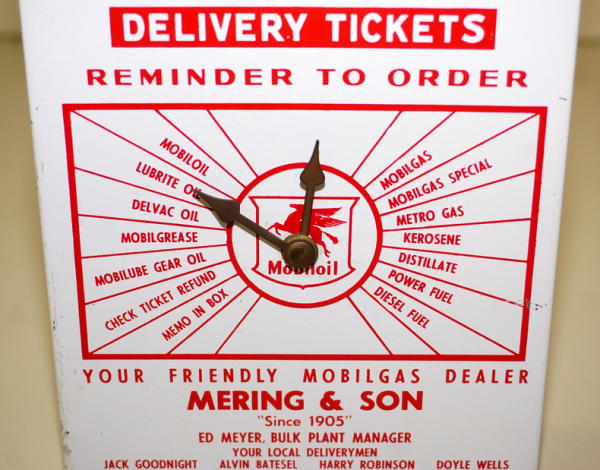 DELIVERY TICKETS
REMINDER TO ORDER
MOBILOIL
LUBRITE OIL
DELVAC OIL
MOBILGREASE
MOBILUBE GEAR OIL
CHECK TICKET REFUND
MEMO IN BOX
MOBILGAS
MOBILGAS SPECIAL
METRO GAS
KEROSENE
DISTILLATE
POWER FUEL
DIESEL FUEL
Mobiloil
YOUR FRIENDLY MOBILGAS DEALER
MERING & SON
"Since 1905"
ED MEYER, BULK PLANT MANAGER
YOUR LOCAL DELIVERYMEN
JACK GOODNIGHT ALVIN BATESEL HARRY ROBINSON DOYLE WELLS